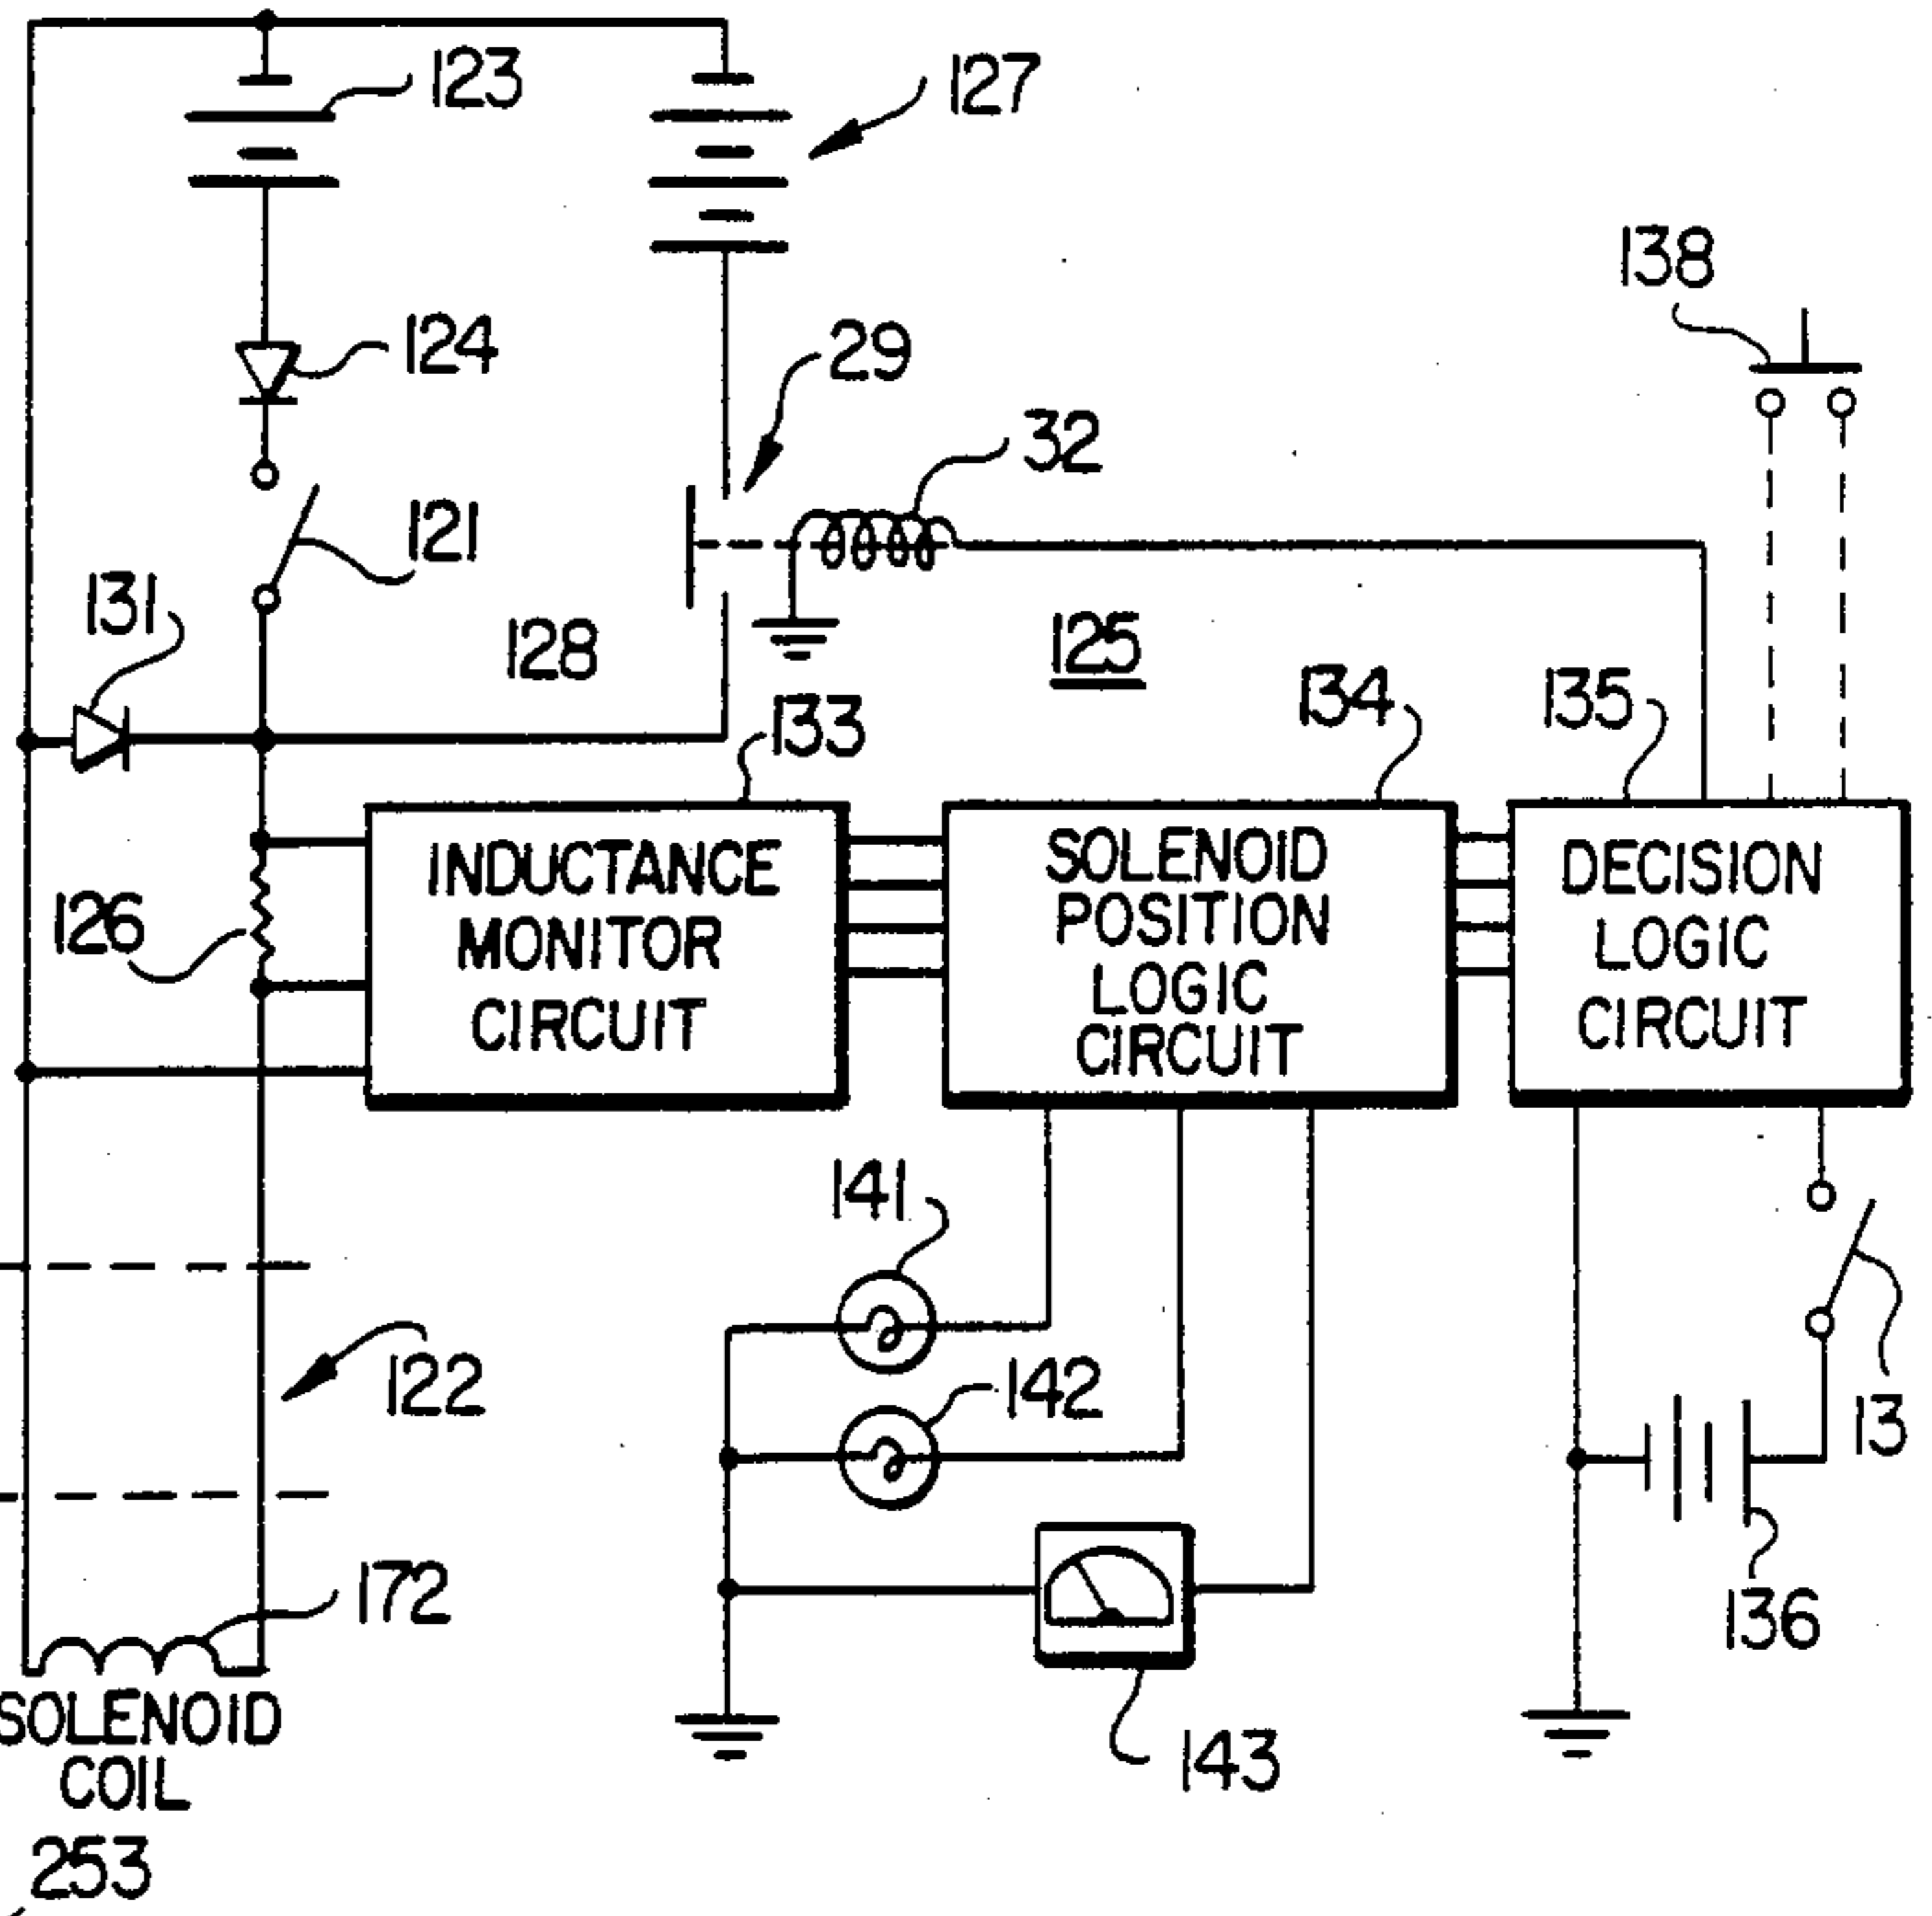 123
127
138
124
29
32
121
131
128
125
134
135
133
INDUCTANCE
MONITOR
CIRCUIT
SOLENOID
POSITION
LOGIC
CIRCUIT
DECISION
LOGIC
CIRCUIT
126
141
122
142
13
172
136
SOLENOID
COIL
143
253